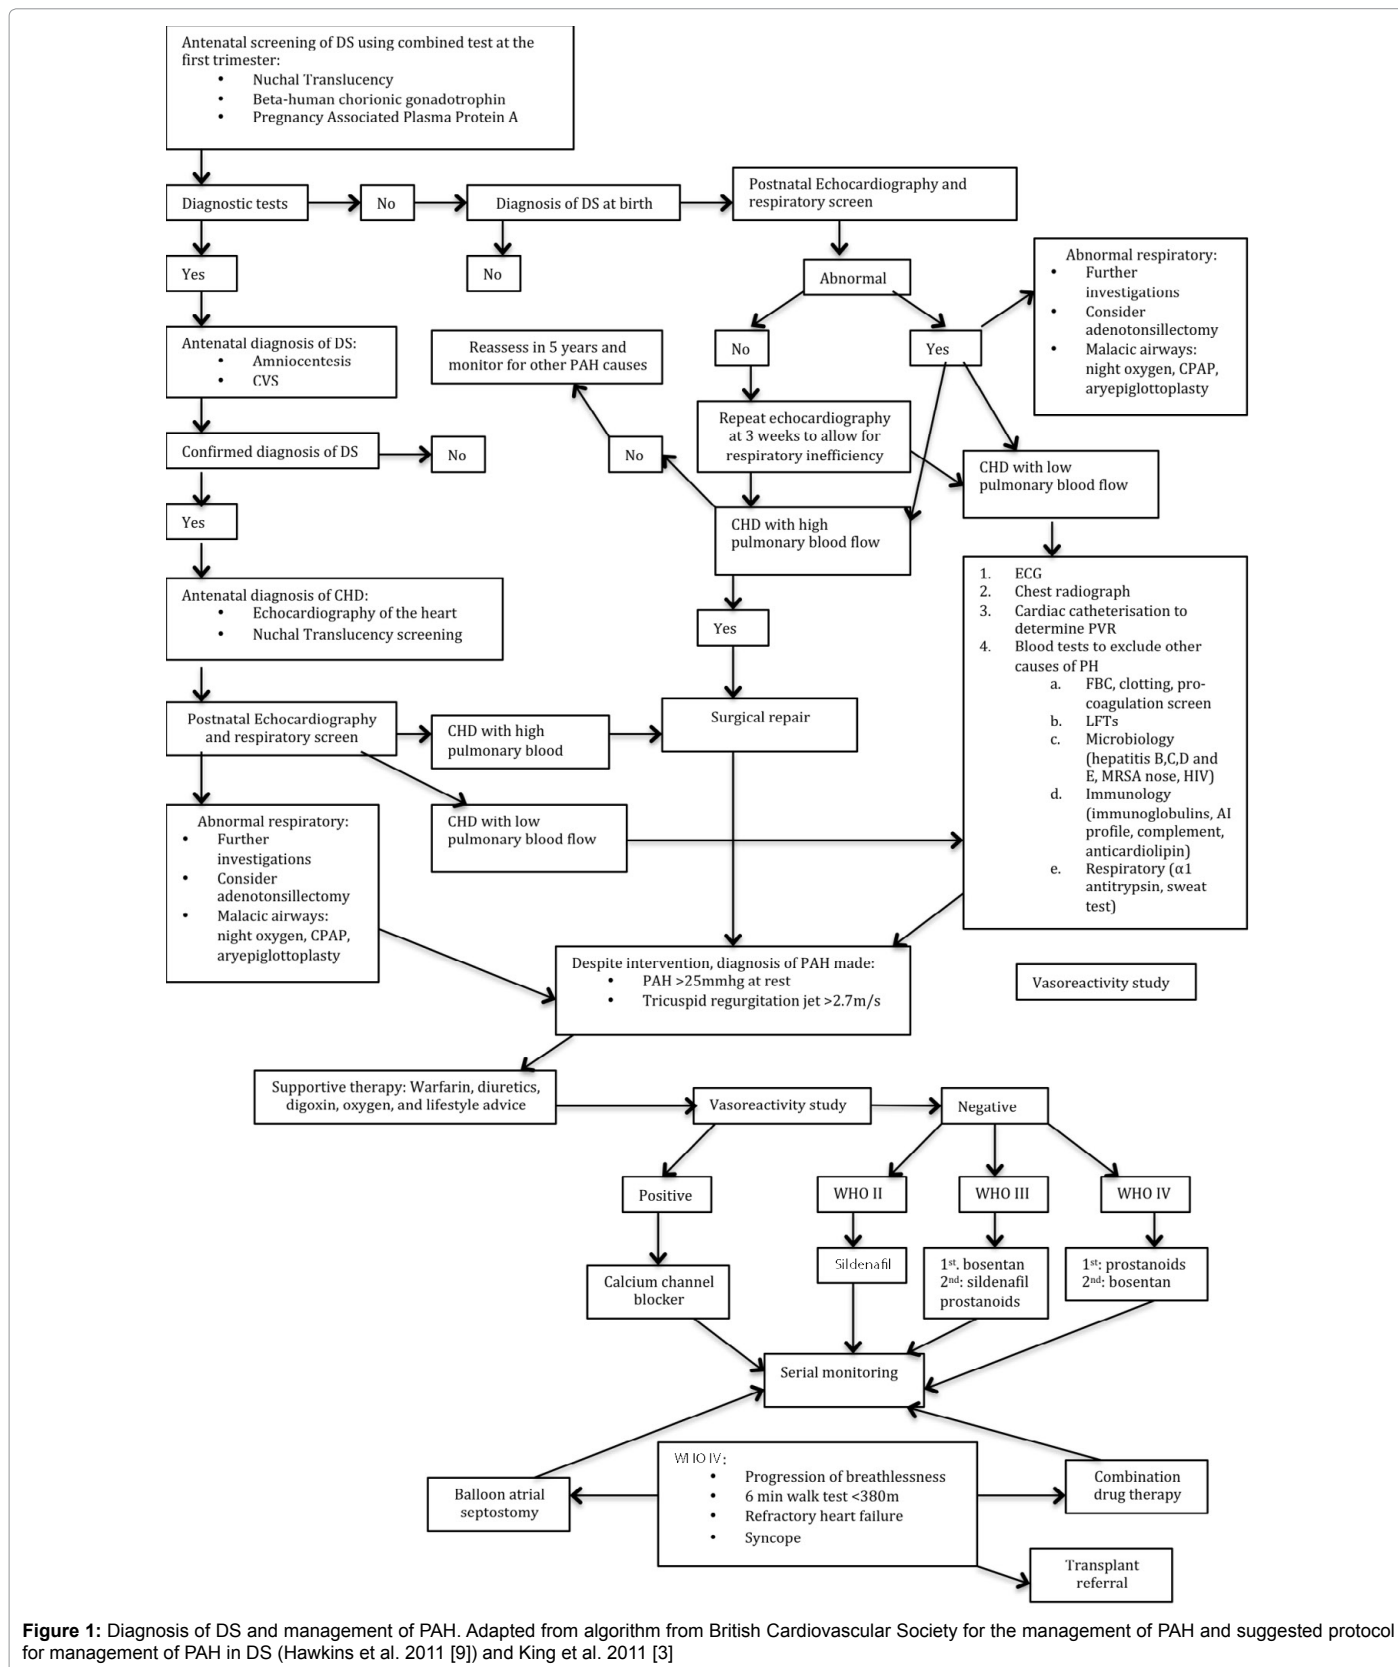 Antenatal screening of DS using combined test at the
first trimester:
• Nuchal Translucency
• Beta-human chorionic gonadotrophin
• Pregnancy Associated Plasma Protein A
Diagnostic tests
No
Diagnosis of DS at birth
Postnatal Echocardiography and
respiratory screen
Yes
No
Abnormal
Abnormal respiratory:
• Further
investigations
• Consider
adenotonsillectomy
• Malacic airways:
night oxygen, CPAP,
aryepiglottoplasty
Antenatal diagnosis of DS:
• Amniocentesis
• CVS
Reassess in 5 years and
monitor for other PAH causes
No
Yes
Repeat echocardiography
at 3 weeks to allow for
respiratory inefficiency
Confirmed diagnosis of DS
No
No
CHD with low
pulmonary blood flow
Yes
CHD with high
pulmonary blood flow
Antenatal diagnosis of CHD:
• Echocardiography of the heart
• Nuchal Translucency screening
Yes
1. ECG
2. Chest radiograph
3. Cardiac catheterisation to
determine PVR
4. Blood tests to exclude other
causes of PH
a. FBC, clotting, pro-
coagulation screen
b. LFTs
c. Microbiology
(hepatitis B,C,D and
E, MRSA nose, HIV)
d. Immunology
(immunoglobulins, AI
profile, complement,
anticardiolipin)
e. Respiratory (α1
antitrypsin, sweat
test)
Postnatal Echocardiography
and respiratory screen
CHD with high
pulmonary blood
Surgical repair
Abnormal respiratory:
• Further
investigations
• Consider
adenotonsillectomy
• Malacic airways:
night oxygen, CPAP,
aryepiglottoplasty
CHD with low
pulmonary blood flow
Despite intervention, diagnosis of PAH made:
• PAH >25mmhg at rest
• Tricuspid regurgitation jet >2.7m/s
Vasoreactivity study
Supportive therapy: Warfarin, diuretics,
digoxin, oxygen, and lifestyle advice
Vasoreactivity study
Negative
Positive
WHO II
WHO III
WHO IV
Calcium channel
blocker
Sildenafil
1st. bosentan
2nd: sildenafil
prostanoids
1st: prostanoids
2nd: bosentan
Serial monitoring
WHO IV:
• Progression of breathlessness
• 6 min walk test <380m
• Refractory heart failure
• Syncope
Balloon atrial
septostomy
Combination
drug therapy
Transplant
referral
Figure 1: Diagnosis of DS and management of PAH. Adapted from algorithm from British Cardiovascular Society for the management of PAH and suggested protocol
for management of PAH in DS (Hawkins et al. 2011 [9]) and King et al. 2011 [3]